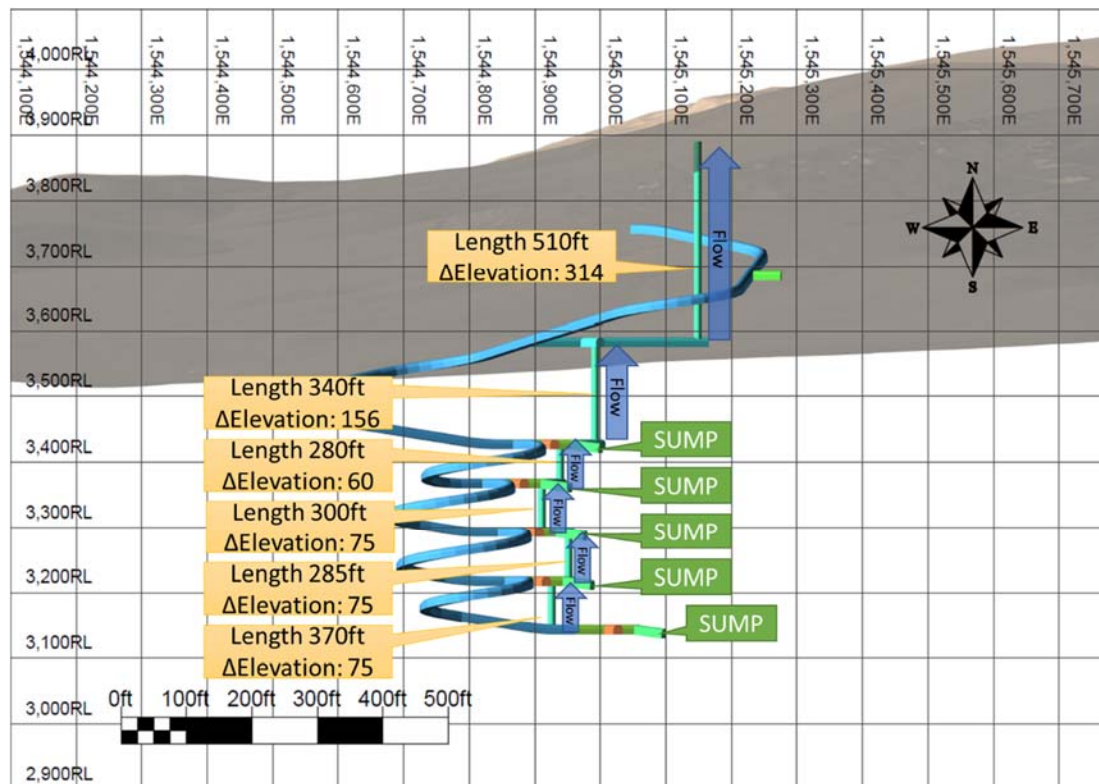 1,544,100E
1,544,200E
1,544,300E
1,544,400E
1,544,500E
1,544,600E
1,544,700E
1,544,800E
1,544,900E
1,545,000E
1,545,100E
1,545,200E
1,545,300E
1,545,400E
1,545,500E
1,545,600E
1,545,700E
4,000RL
3,900RL
3,800RL
N
W
E
S
3,700RL
Length 510ft
ΔElevation: 314
Flow
3,600RL
3,500RL
Length 340ft
ΔElevation: 156
Flow
3,400RL
SUMP
Length 280ft
ΔElevation: 60
Flow
SUMP
3,300RL
Length 300ft
ΔElevation: 75
Flow
SUMP
3,200RL
Length 285ft
ΔElevation: 75
Flow
SUMP
3,100RL
Length 370ft
ΔElevation: 75
Flow
SUMP
0ft 100ft 200ft 300ft 400ft 500ft
3,000RL
2,900RL